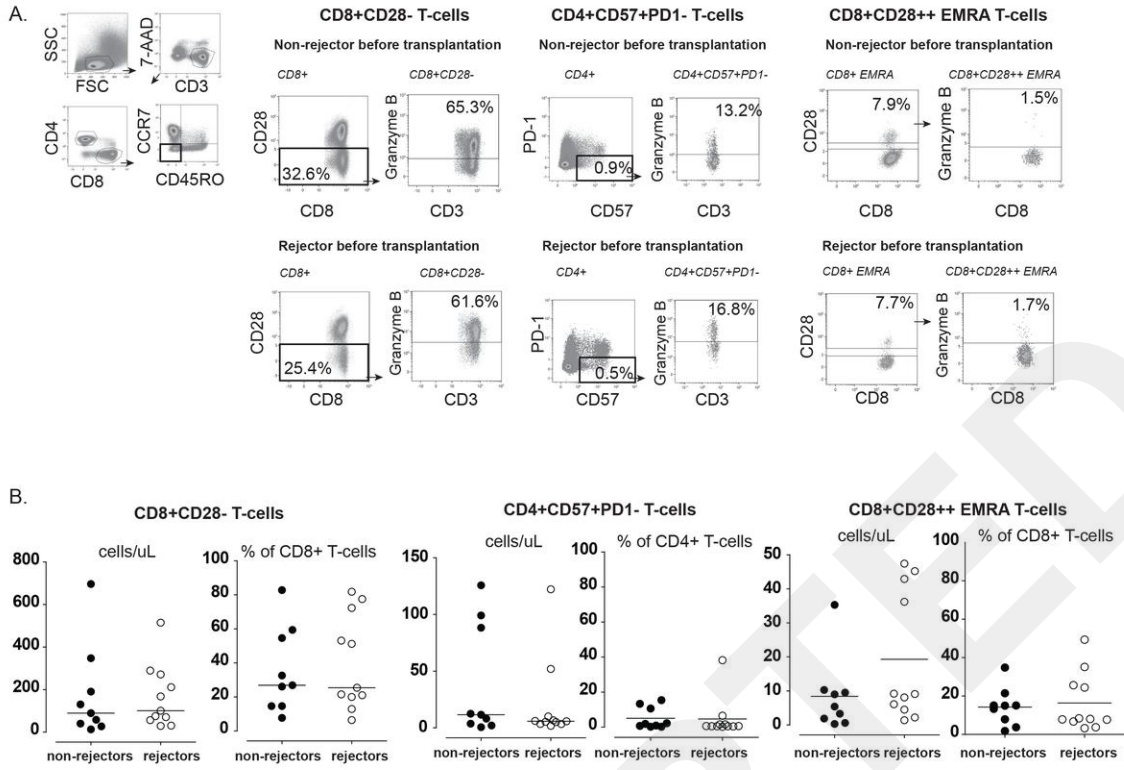 A.
CD8+CD28- T-cells
CD4+CD57+PD1- T-cells
CD8+CD28++ EMRA T-cells
Non-rejector before transplantation
Non-rejector before transplantation
Non-rejector before transplantation
SSC
FSC
7-AAD
CD3
CD4
CD8
CCR7
CD45RO
CD8+
CD8+CD28-
CD28
32.6%
CD8
65.3%
Granzyme B
CD3
CD4+
CD4+CD57+PD1-
PD-1
0.9%
CD57
13.2%
Granzyme B
CD3
CD8+ EMRA
CD8+CD28++ EMRA
7.9%
CD28
CD8
1.5%
Granzyme B
CD8
Rejector before transplantation
Rejector before transplantation
Rejector before transplantation
CD8+
CD8+CD28-
CD28
25.4%
CD8
61.6%
Granzyme B
CD3
CD4+
CD4+CD57+PD1-
PD-1
0.5%
CD57
16.8%
Granzyme B
CD3
CD8+ EMRA
CD8+CD28++ EMRA
7.7%
CD28
CD8
1.7%
Granzyme B
CD8
B.
CD8+CD28- T-cells
CD4+CD57+PD1- T-cells
CD8+CD28++ EMRA T-cells
cells/uL
800
600
400
200
0
non-rejectors rejectors
% of CD8+ T-cells
100
80
60
40
20
0
non-rejectors rejectors
cells/uL
150
100
50
0
non-rejectors rejectors
% of CD4+ T-cells
100
80
60
40
20
0
non-rejectors rejectors
cells/uL
50
40
30
20
10
0
non-rejectors rejectors
% of CD8+ T-cells
100
80
60
40
20
0
non-rejectors rejectors
TED